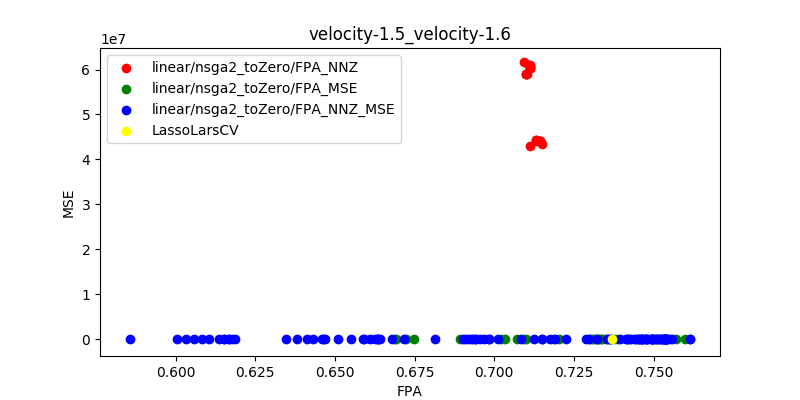 velocity-1.5_velocity-1.6
1e7
linear/nsga2_toZero/FPA_NNZ
linear/nsga2_toZero/FPA_MSE
linear/nsga2_toZero/FPA_NNZ_MSE
LassoLarsCV
6
5
4
3
2
1
0
MSE
0.600 0.625 0.650 0.675 0.700 0.725 0.750
FPA